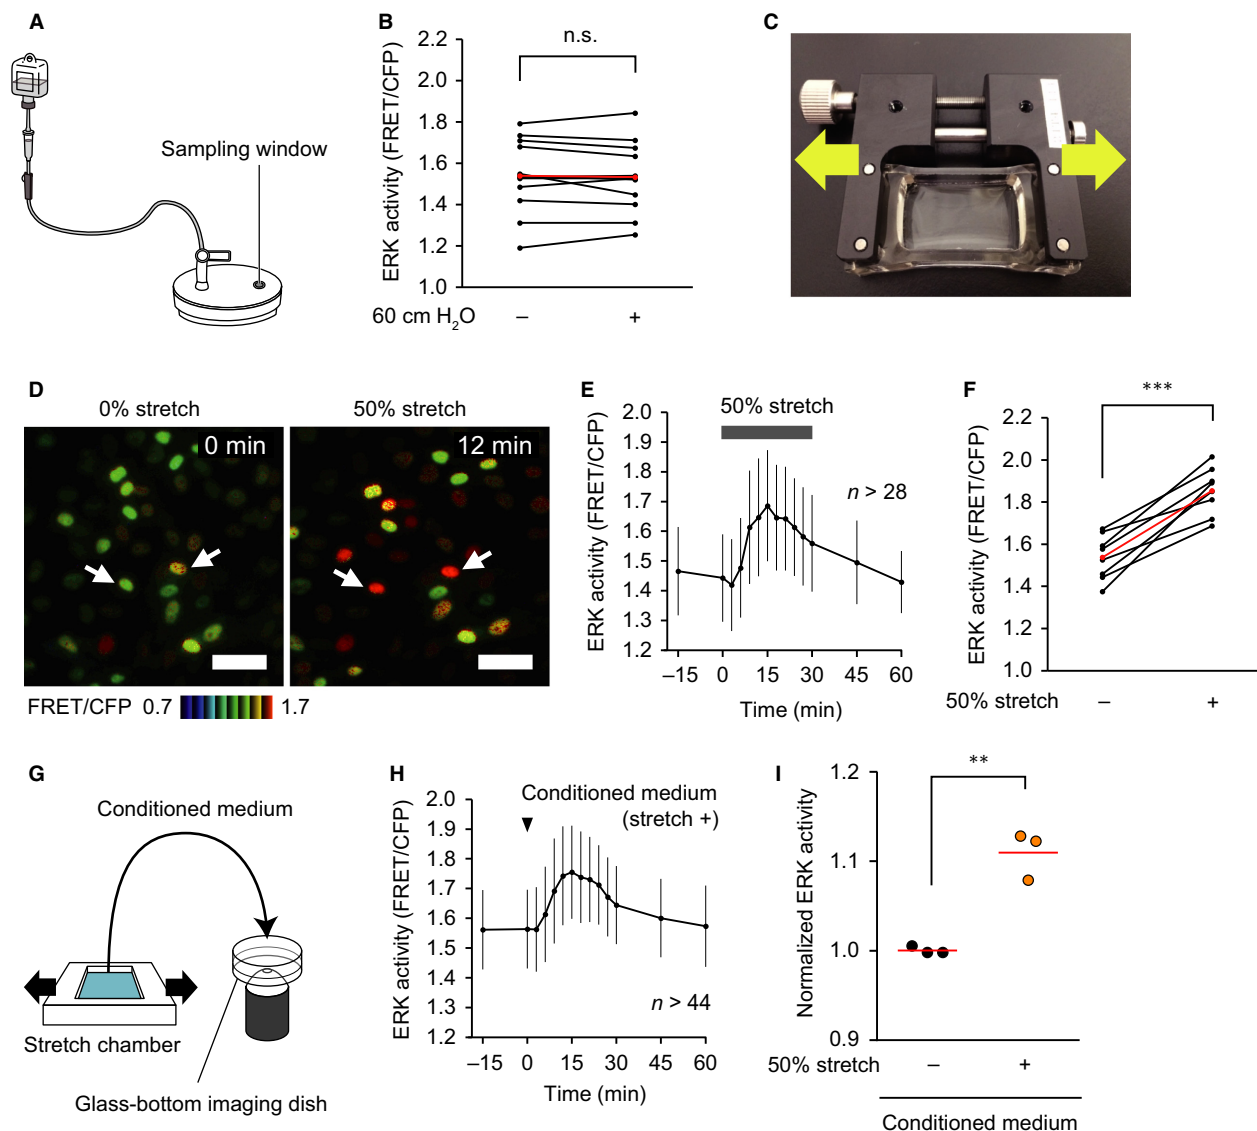 A
Sampling window
B
ERK activity (FRET/CFP)
2.2
2.0
1.8
1.6
1.4
1.2
1.0
n.s.
60 cm H2O
–
+
C
D
0% stretch
50% stretch
0 min
12 min
FRET/CFP 0.7
1.7
E
ERK activity (FRET/CFP)
2.0
1.9
1.8
1.7
1.6
1.5
1.4
1.3
1.2
50% stretch
n > 28
–15
0
15
30
45
60
Time (min)
F
ERK activity (FRET/CFP)
2.2
2.0
1.8
1.6
1.4
1.2
1.0
***
50% stretch
–
+
G
Conditioned medium
Stretch chamber
Glass-bottom imaging dish
H
ERK activity (FRET/CFP)
2.0
1.9
1.8
1.7
1.6
1.5
1.4
1.3
1.2
Conditioned medium
(stretch +)
n > 44
–15
0
15
30
45
60
Time (min)
I
Normalized ERK activity
1.2
1.1
1.0
0.9
**
50% stretch
–
+
Conditioned medium